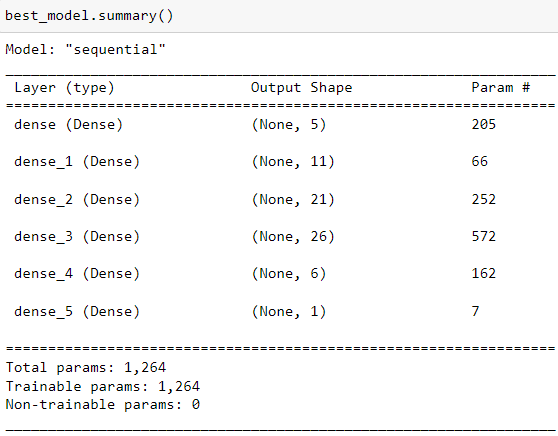 best_model.summary()
Model: "sequential"
_________________________________________________________________
Layer (type) Output Shape Param #
=================================================================
dense (Dense) (None, 5) 205
dense_1 (Dense) (None, 11) 66
dense_2 (Dense) (None, 21) 252
dense_3 (Dense) (None, 26) 572
dense_4 (Dense) (None, 6) 162
dense_5 (Dense) (None, 1) 7
=================================================================
Total params: 1,264
Trainable params: 1,264
Non-trainable params: 0
_________________________________________________________________